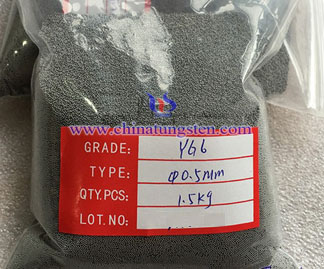 www.chinatungsten.com
GRADE: YG6
TYPE: Φ0.5mm
QTY.PCS: 1.5kg
LOT.NO: